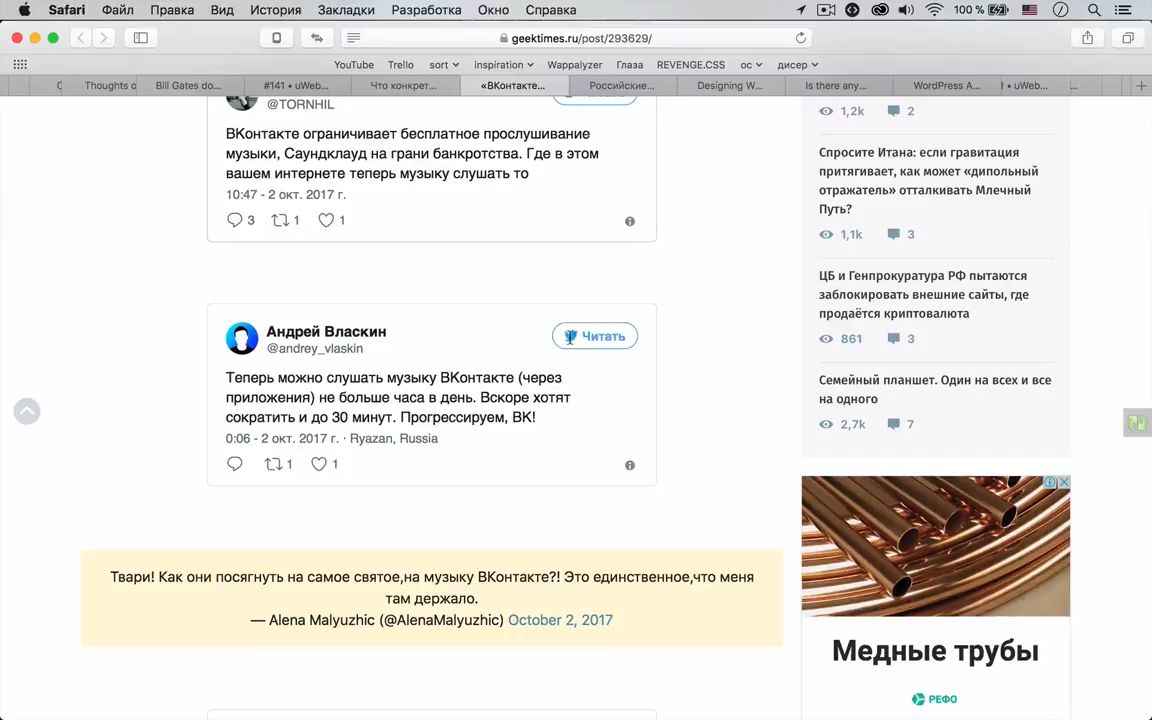 Safari Файл Правка Вид История Закладки Разработка Окно Справка 100 %
geektimes.ru/post/293629/
YouTube Trello sort inspiration Wappalyzer Глаза REVENGE.CSS ос дисер
Thoughts o Bill Gates do... #141 • uWeb... Что конкрет... «ВКонтакте... Российские... Designing W... Is there any... WordPress A... I • uWeb...
@TORNHIL
ВКонтакте ограничивает бесплатное прослушивание
музыки, Саундклауд на грани банкротства. Где в этом
вашем интернете теперь музыку слушать то
10:47 - 2 окт. 2017 г.
3 1 1
Андрей Власкин
@andrey_vlaskin
Читать
Теперь можно слушать музыку ВКонтакте (через
приложения) не больше часа в день. Вскоре хотят
сократить и до 30 минут. Прогрессируем, ВК!
0:06 - 2 окт. 2017 г. · Ryazan, Russia
1 1
Твари! Как они посягнуть на самое святое,на музыку ВКонтакте?! Это единственное,что меня
там держало.
— Alena Malyuzhic (@AlenaMalyuzhic) October 2, 2017
1,2k 2
Спросите Итана: если гравитация
притягивает, как может «дипольный
отражатель» отталкивать Млечный
Путь?
1,1k 3
ЦБ и Генпрокуратура РФ пытаются
заблокировать внешние сайты, где
продаётся криптовалюта
861 3
Семейный планшет. Один на всех и все
на одного
2,7k 7
Медные трубы
РЕФО